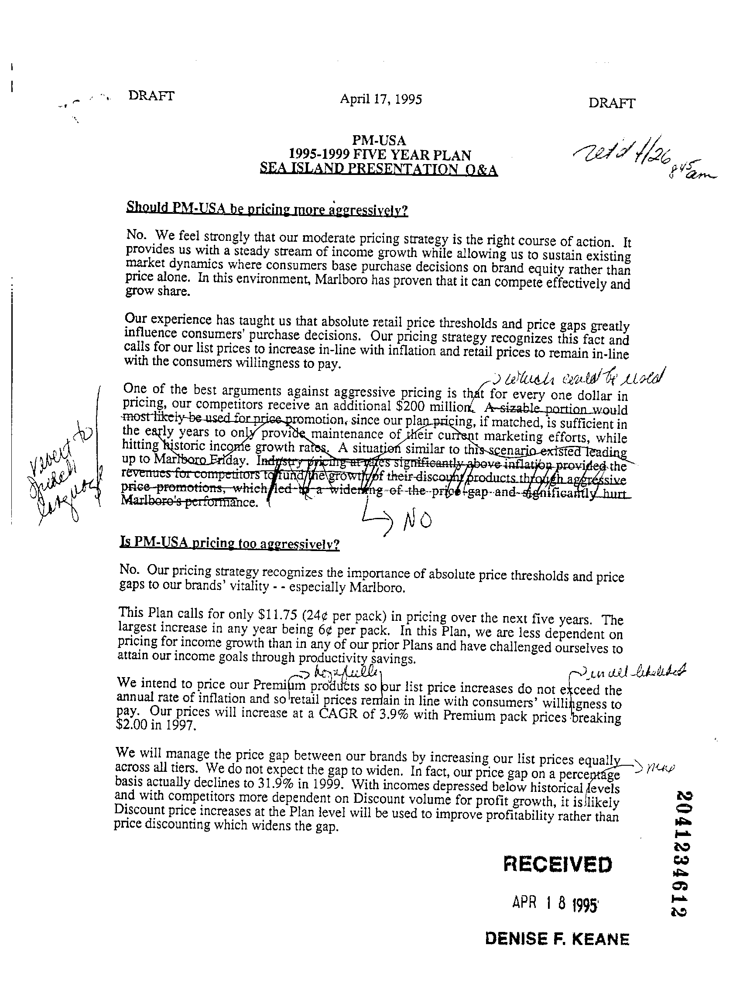 DRAFT
April 17, 1995
DRAFT
PM-USA
1995-1999 FIVE YEAR PLAN
SEA ISLAND PRESENTATION Q&A
ret'd 4/26
8:45 am
Should PM-USA be pricing more aggressively?
No. We feel strongly that our moderate pricing strategy is the right course of action. It
provides us with a steady stream of income growth while allowing us to sustain existing
market dynamics where consumers base purchase decisions on brand equity rather than
price alone. In this environment, Marlboro has proven that it can compete effectively and
grow share.
Our experience has taught us that absolute retail price thresholds and price gaps greatly
influence consumers' purchase decisions. Our pricing strategy recognizes this fact and
calls for our list prices to increase in-line with inflation and retail prices to remain in-line
with the consumers willingness to pay.
which could be used
One of the best arguments against aggressive pricing is that for every one dollar in
pricing, our competitors receive an additional $200 million. A sizable portion would
most likely be used for price promotion, since our plan pricing, if matched, is sufficient in
the early years to only provide maintenance of their current marketing efforts, while
hitting historic income growth rates. A situation similar to this scenario existed leading
up to Marlboro Friday. Industry pricing at rates significantly above inflation provided the
revenues for competitors to fund the growth of their discount products through aggressive
price promotions, which led to a widening of the price gap and significantly hurt
Marlboro's performance.
revert to
language
NO
Is PM-USA pricing too aggressively?
No. Our pricing strategy recognizes the importance of absolute price thresholds and price
gaps to our brands' vitality - - especially Marlboro.
This Plan calls for only $11.75 (24¢ per pack) in pricing over the next five years. The
largest increase in any year being 6¢ per pack. In this Plan, we are less dependent on
pricing for income growth than in any of our prior Plans and have challenged ourselves to
attain our income goals through productivity savings.
hopefully
We intend to price our Premium products so our list price increases do not exceed the
annual rate of inflation and so retail prices remain in line with consumers' willingness to
pay. Our prices will increase at a CAGR of 3.9% with Premium pack prices breaking
$2.00 in 1997.
We will manage the price gap between our brands by increasing our list prices equally
across all tiers. We do not expect the gap to widen. In fact, our price gap on a percentage
basis actually declines to 31.9% in 1999. With incomes depressed below historical levels
and with competitors more dependent on Discount volume for profit growth, it is likely
Discount price increases at the Plan level will be used to improve profitability rather than
price discounting which widens the gap.
2041234612
RECEIVED
APR 18 1995
DENISE F. KEANE